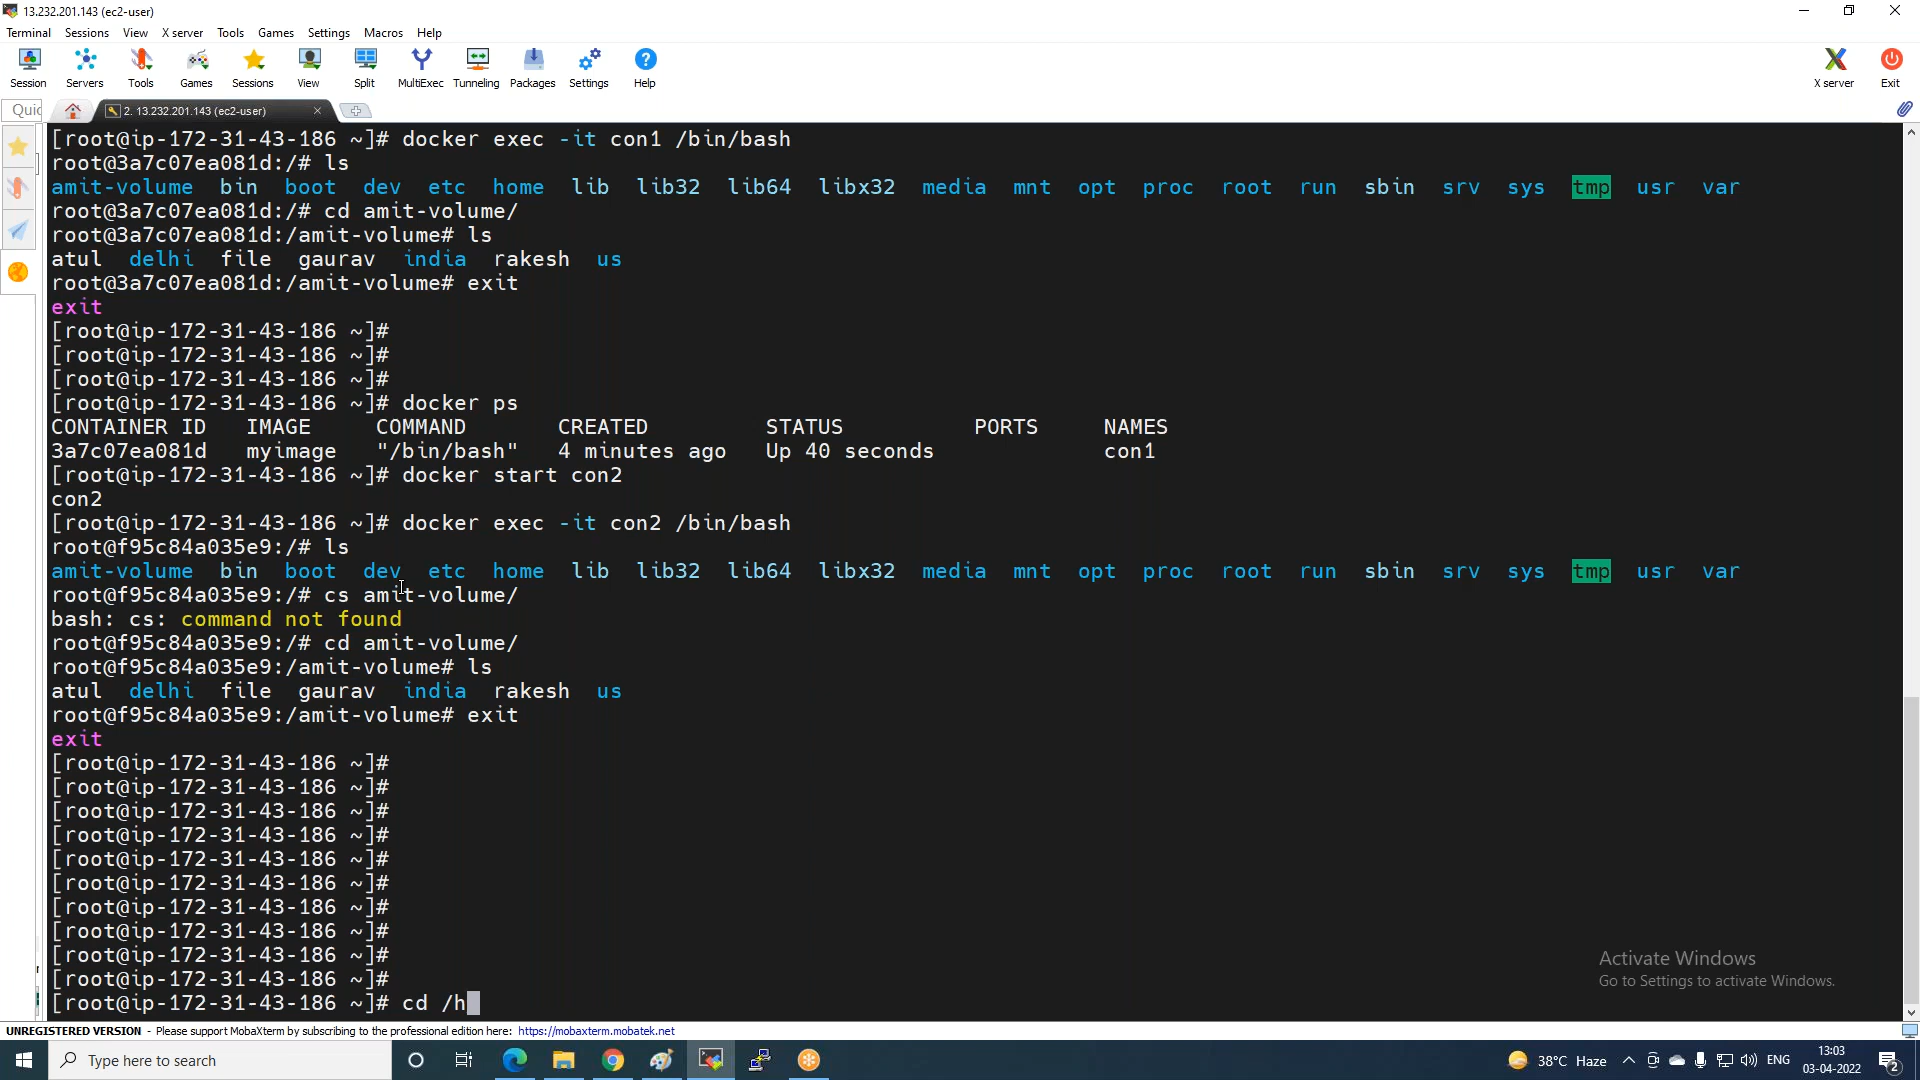 13.232.201.143 (ec2-user)
Terminal Sessions View X server Tools Games Settings Macros Help
Session Servers Tools Games Sessions View Split MultiExec Tunneling Packages Settings Help X server Exit
Quic 2. 13.232.201.143 (ec2-user)
[root@ip-172-31-43-186 ~]# docker exec -it con1 /bin/bash
root@3a7c07ea081d:/# ls
amit-volume bin boot dev etc home lib lib32 lib64 libx32 media mnt opt proc root run sbin srv sys tmp usr var
root@3a7c07ea081d:/# cd amit-volume/
root@3a7c07ea081d:/amit-volume# ls
atul delhi file gaurav india rakesh us
root@3a7c07ea081d:/amit-volume# exit
exit
[root@ip-172-31-43-186 ~]#
[root@ip-172-31-43-186 ~]#
[root@ip-172-31-43-186 ~]#
[root@ip-172-31-43-186 ~]# docker ps
CONTAINER ID IMAGE COMMAND CREATED STATUS PORTS NAMES
3a7c07ea081d myimage "/bin/bash" 4 minutes ago Up 40 seconds con1
[root@ip-172-31-43-186 ~]# docker start con2
con2
[root@ip-172-31-43-186 ~]# docker exec -it con2 /bin/bash
root@f95c84a035e9:/# ls
amit-volume bin boot dev etc home lib lib32 lib64 libx32 media mnt opt proc root run sbin srv sys tmp usr var
root@f95c84a035e9:/# cs amit-volume/
bash: cs: command not found
root@f95c84a035e9:/# cd amit-volume/
root@f95c84a035e9:/amit-volume# ls
atul delhi file gaurav india rakesh us
root@f95c84a035e9:/amit-volume# exit
exit
[root@ip-172-31-43-186 ~]#
[root@ip-172-31-43-186 ~]#
[root@ip-172-31-43-186 ~]#
[root@ip-172-31-43-186 ~]#
[root@ip-172-31-43-186 ~]#
[root@ip-172-31-43-186 ~]#
[root@ip-172-31-43-186 ~]#
[root@ip-172-31-43-186 ~]#
[root@ip-172-31-43-186 ~]#
[root@ip-172-31-43-186 ~]#
[root@ip-172-31-43-186 ~]# cd /h
Activate Windows
Go to Settings to activate Windows.
UNREGISTERED VERSION - Please support MobaXterm by subscribing to the professional edition here: https://mobaxterm.mobatek.net
Type here to search
38°C Haze
ENG
13:03
03-04-2022
2